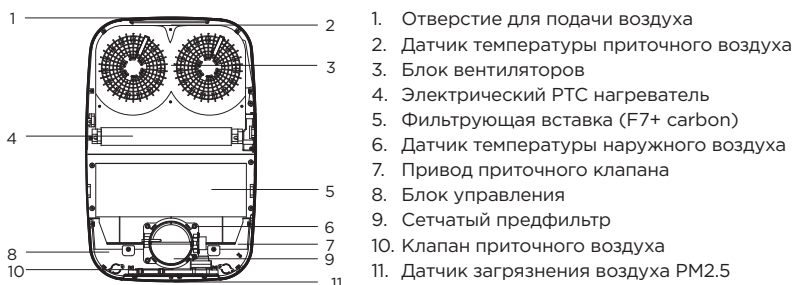 1
2
3
4
5
6
7
8
9
10
11
1. Отверстие для подачи воздуха
2. Датчик температуры приточного воздуха
3. Блок вентиляторов
4. Электрический PTC нагреватель
5. Фильтрующая вставка (F7+ carbon)
6. Датчик температуры наружного воздуха
7. Привод приточного клапана
8. Блок управления
9. Сетчатый предфильтр
10. Клапан приточного воздуха
11. Датчик загрязнения воздуха PM2.5